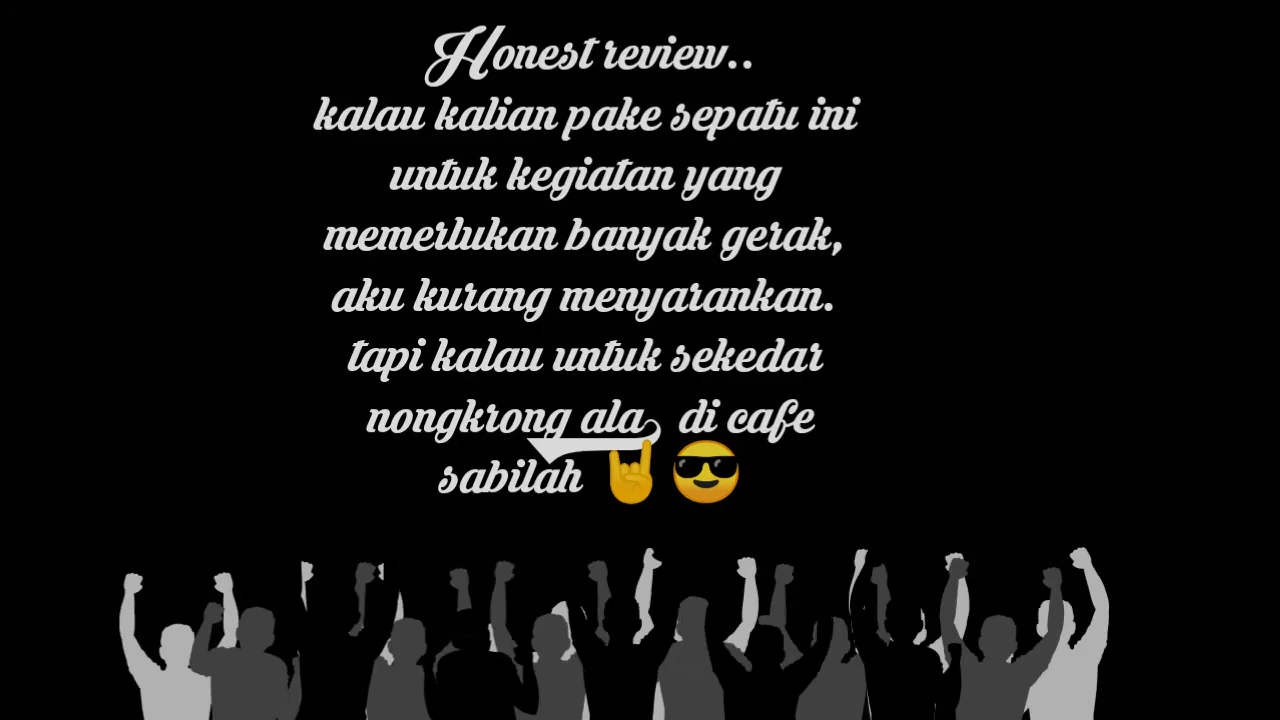 Honest review..
kalau kalian pake sepatu ini
untuk kegiatan yang
memerlukan banyak gerak,
aku kurang menyarankan.
tapi kalau untuk sekedar
nongkrong ala di cafe
sabilah 🤘😎